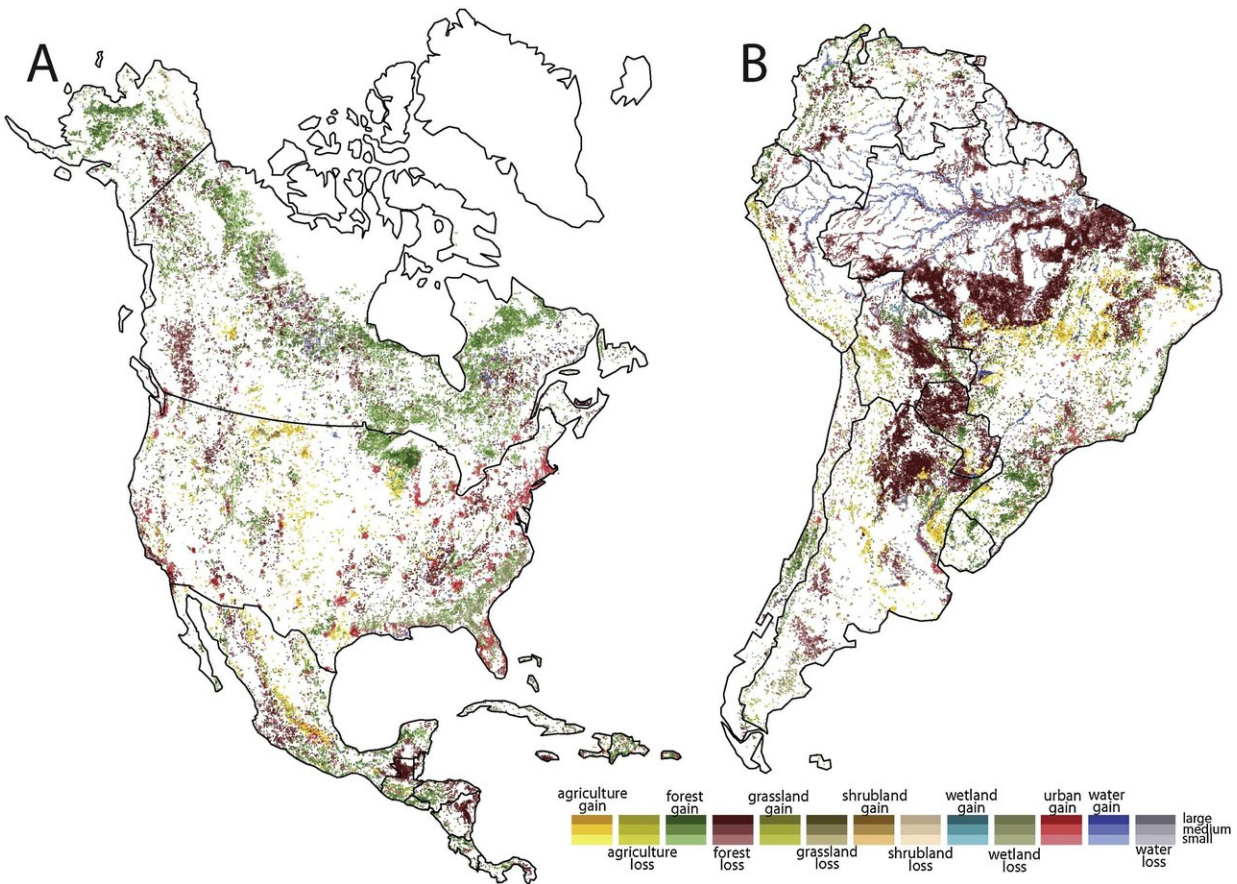 A
B
agriculture
gain
forest
gain
grassland
gain
shrubland
gain
wetland
gain
urban
gain
water
gain
large
medium
small
agriculture
loss
forest
loss
grassland
loss
shrubland
loss
wetland
loss
water
loss